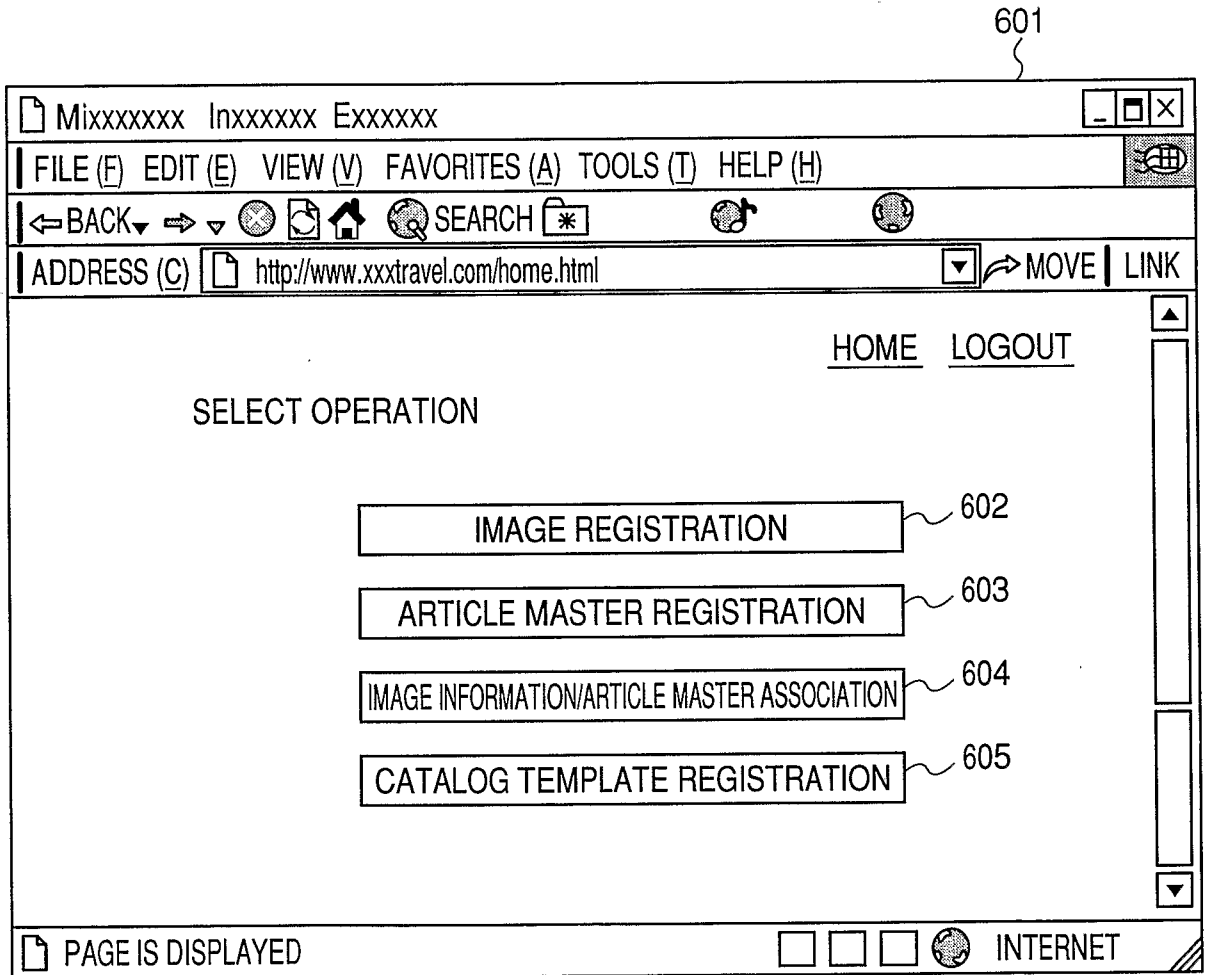 601
Mixxxxxxx Inxxxxxx Exxxxxx
FILE (F) EDIT (E) VIEW (V) FAVORITES (A) TOOLS (T) HELP (H)
BACK SEARCH
ADDRESS (C) http://www.xxxtravel.com/home.html MOVE LINK
HOME LOGOUT
SELECT OPERATION
IMAGE REGISTRATION 602
ARTICLE MASTER REGISTRATION 603
IMAGE INFORMATION/ARTICLE MASTER ASSOCIATION 604
CATALOG TEMPLATE REGISTRATION 605
PAGE IS DISPLAYED INTERNET